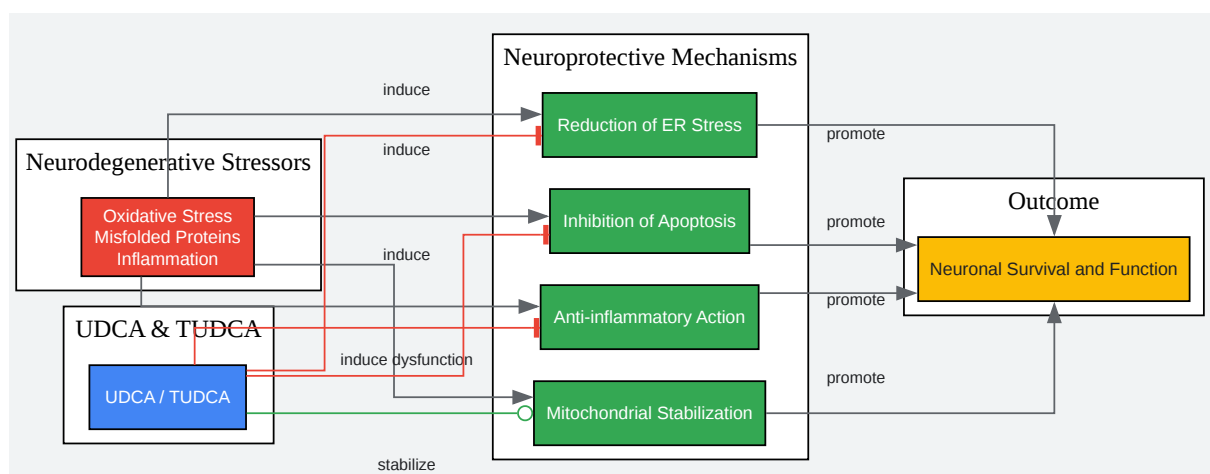 Neuroprotective Mechanisms
induce
Reduction of ER Stress
promote
induce
Neurodegenerative Stressors
Oxidative Stress
Misfolded Proteins
Inflammation
Inhibition of Apoptosis
promote
Outcome
Neuronal Survival and Function
induce
promote
Anti-inflammatory Action
UDCA & TUDCA
induce dysfunction
UDCA / TUDCA
promote
Mitochondrial Stabilization
stabilize